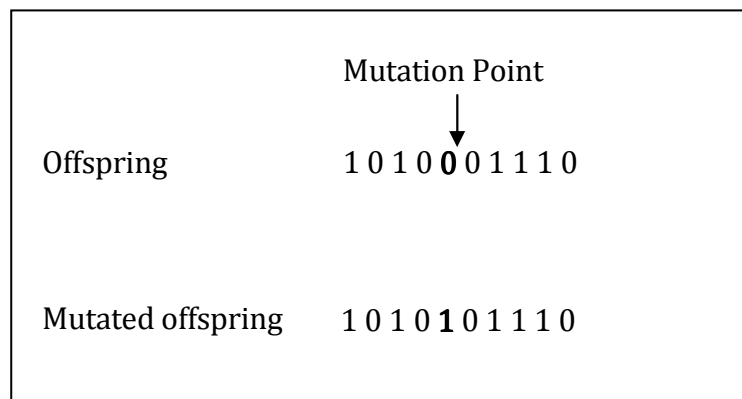 Mutation Point
Offspring 1 0 1 0 0 0 1 1 1 0
Mutated offspring 1 0 1 0 1 0 1 1 1 0